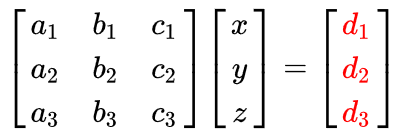 [a₁ b₁ c₁] [x] = [d₁]
[a₂ b₂ c₂] [y] = [d₂]
[a₃ b₃ c₃] [z] = [d₃]